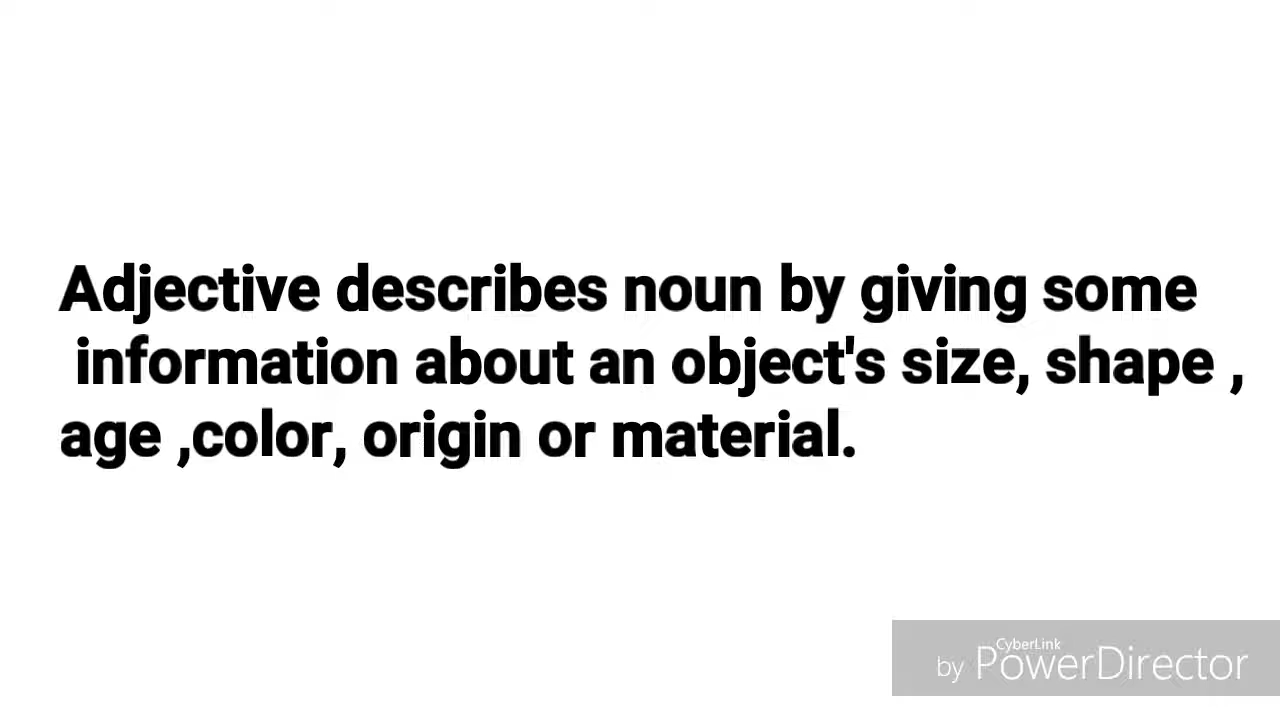 Adjective describes noun by giving some
information about an object's size, shape ,
age ,color, origin or material.
CyberLink
by PowerDirector